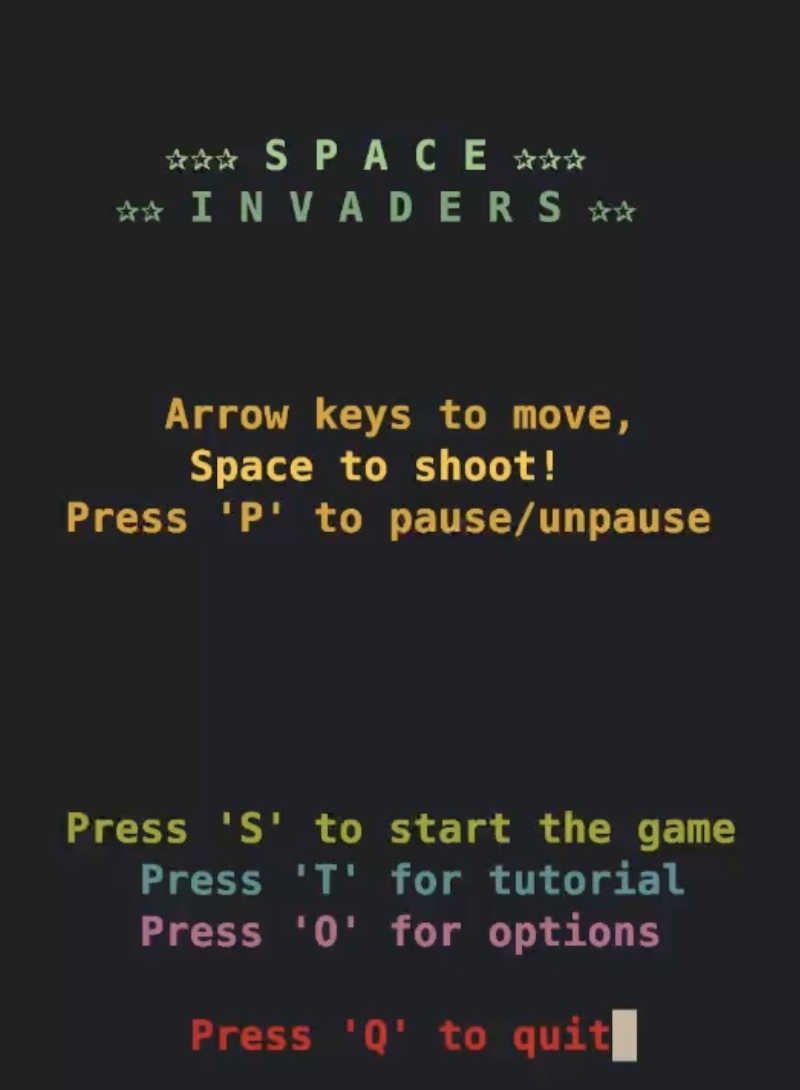 ✰✰✰ S P A C E ✰✰✰
✰✰ I N V A D E R S ✰✰
Arrow keys to move,
Space to shoot!
Press 'P' to pause/unpause
Press 'S' to start the game
Press 'T' for tutorial
Press 'O' for options
Press 'Q' to quit